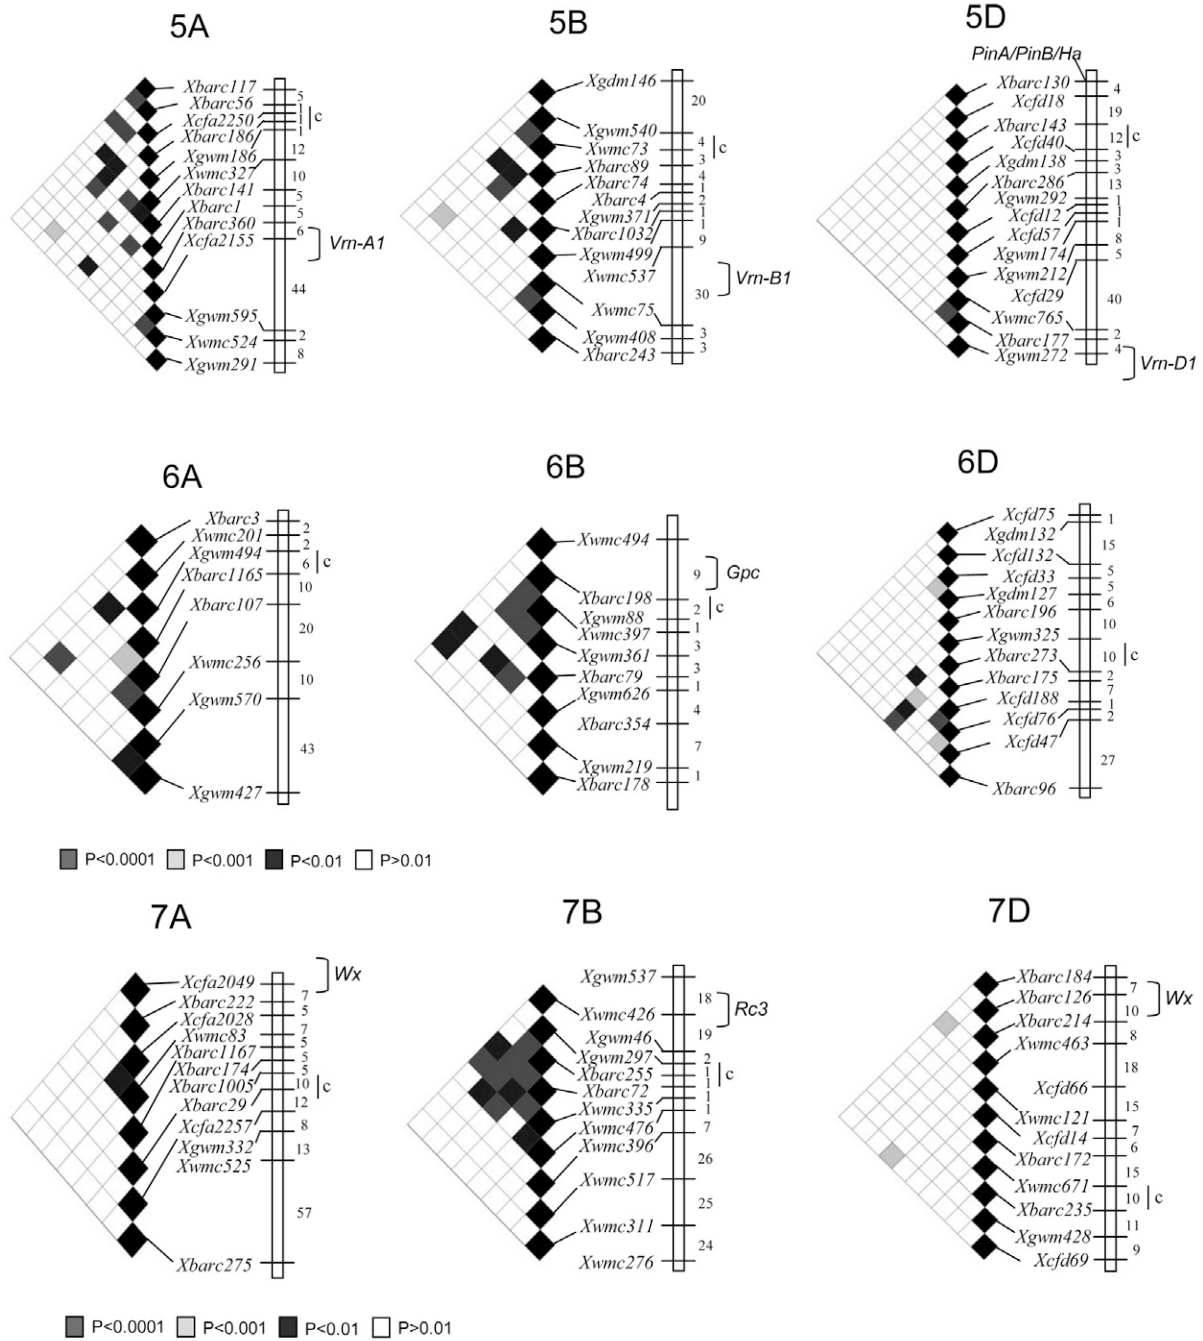 5A
Xbarc117
5
Xbarc56
1
Xcfa2250
1
c
Xbarc186
1
Xgwm186
12
Xwmc327
10
Xbarc141
5
Xbarc1
5
Xbarc360
6
Xcfa2155
Vrn-A1
44
Xgwm595
2
Xwmc524
8
Xgwm291
5B
Xgdm146
20
Xgwm540
4
c
Xwmc73
3
Xbarc89
4
Xbarc74
1
Xbarc4
2
Xgwm371
1
Xbarc1032
1
Xgwm499
9
Xwmc537
Vrn-B1
30
Xwmc75
3
Xgwm408
3
Xbarc243
5D
PinA/PinB/Ha
Xbarc130
4
Xcfd18
19
Xbarc143
12
c
Xcfd40
3
Xgdm138
3
Xbarc286
13
Xgwm292
1
Xcfd12
1
Xcfd57
1
Xgwm174
8
Xgwm212
5
Xcfd29
40
Xwmc765
2
Xbarc177
4
Xgwm272
Vrn-D1
6A
Xbarc3
2
Xwmc201
2
Xgwm494
6
c
Xbarc1165
10
Xbarc107
20
Xwmc256
10
Xgwm570
43
Xgwm427
6B
Xwmc494
9
Gpc
Xbarc198
2
c
Xgwm88
1
Xwmc397
3
Xgwm361
3
Xbarc79
1
Xgwm626
4
Xbarc354
7
Xgwm219
1
Xbarc178
6D
Xcfd75
1
Xgdm132
15
Xcfd132
5
Xcfd33
5
Xgdm127
6
Xbarc196
10
Xgwm325
10
c
Xbarc273
2
Xbarc175
7
Xcfd188
1
Xcfd76
2
Xcfd47
27
Xbarc96
P<0.0001 P<0.001 P<0.01 P>0.01
7A
Wx
Xcfa2049
7
Xbarc222
5
Xcfa2028
7
Xwmc83
5
Xbarc1167
5
Xbarc174
5
Xbarc1005
10
c
Xbarc29
12
Xcfa2257
8
Xgwm332
13
Xwmc525
57
Xbarc275
7B
Xgwm537
18
Rc3
Xwmc426
19
Xgwm46
2
Xgwm297
1
c
Xbarc255
1
Xbarc72
1
Xwmc335
1
Xwmc476
7
Xwmc396
26
Xwmc517
25
Xwmc311
24
Xwmc276
7D
Xbarc184
7
Wx
Xbarc126
10
Xbarc214
8
Xwmc463
18
Xcfd66
15
Xwmc121
7
Xcfd14
6
Xbarc172
15
Xwmc671
10
c
Xbarc235
11
Xgwm428
9
Xcfd69
P<0.0001 P<0.001 P<0.01 P>0.01